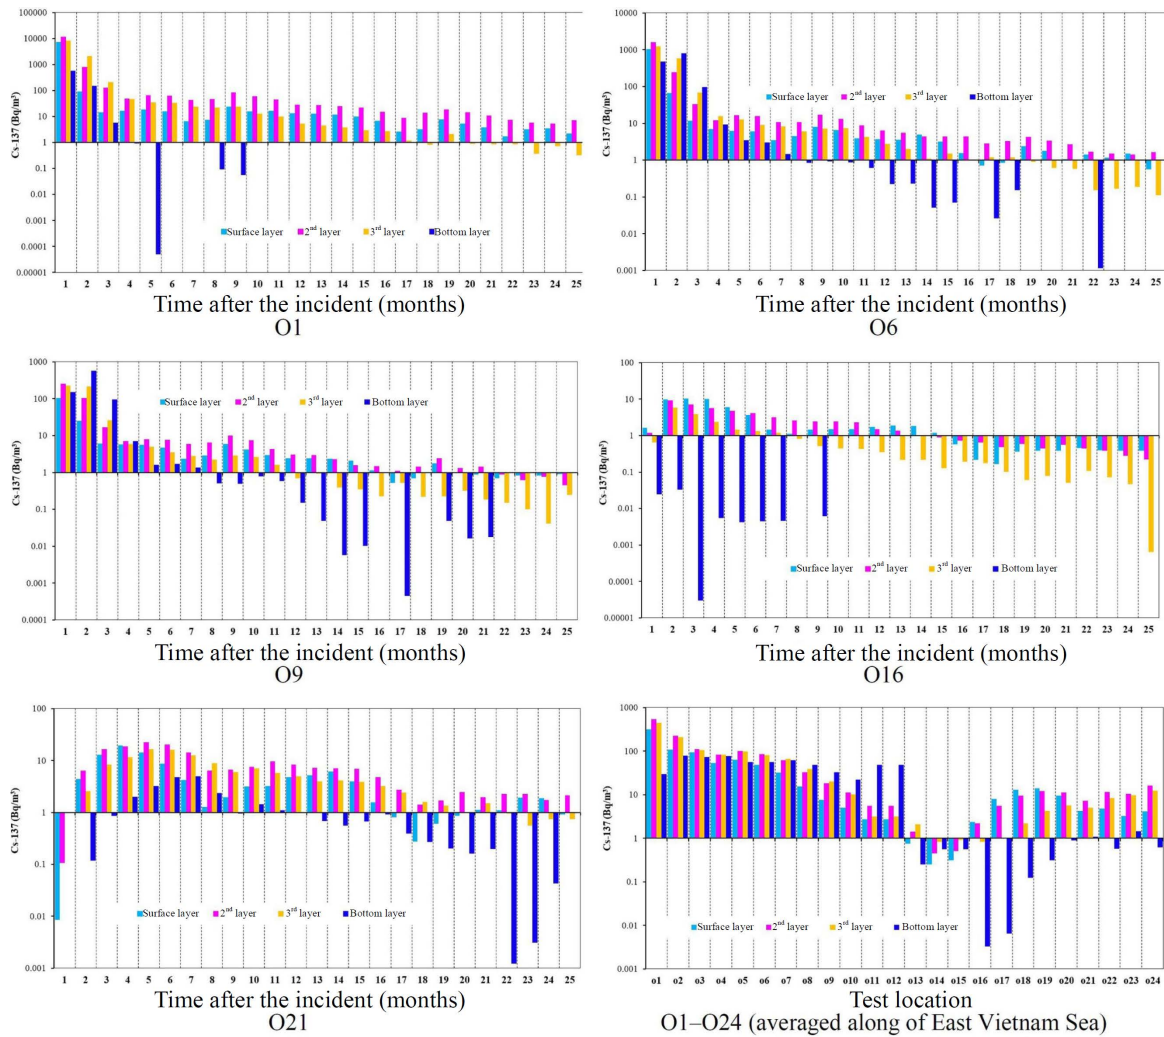 100000
10000
1000
100
10
1
0.1
0.01
0.001
0.0001
0.00001
Cs-137 (Bq/m³)
Surface layer 2nd layer 3rd layer Bottom layer
1 2 3 4 5 6 7 8 9 10 11 12 13 14 15 16 17 18 19 20 21 22 23 24 25
Time after the incident (months)
O1
10000
1000
100
10
1
0.1
0.01
0.001
Cs-137 (Bq/m³)
Surface layer 2nd layer 3rd layer Bottom layer
1 2 3 4 5 6 7 8 9 10 11 12 13 14 15 16 17 18 19 20 21 22 23 24 25
Time after the incident (months)
O6
1000
100
10
1
0.1
0.01
0.001
0.0001
Cs-137 (Bq/m³)
Surface layer 2nd layer 3rd layer Bottom layer
1 2 3 4 5 6 7 8 9 10 11 12 13 14 15 16 17 18 19 20 21 22 23 24 25
Time after the incident (months)
O9
100
10
1
0.1
0.01
0.001
0.0001
0.00001
Cs-137 (Bq/m³)
Surface layer 2nd layer 3rd layer Bottom layer
1 2 3 4 5 6 7 8 9 10 11 12 13 14 15 16 17 18 19 20 21 22 23 24 25
Time after the incident (months)
O16
100
10
1
0.1
0.01
0.001
Cs-137 (Bq/m³)
Surface layer 2nd layer 3rd layer Bottom layer
1 2 3 4 5 6 7 8 9 10 11 12 13 14 15 16 17 18 19 20 21 22 23 24 25
Time after the incident (months)
O21
1000
100
10
1
0.1
0.01
0.001
Cs-137 (Bq/m³)
Surface layer 2nd layer 3rd layer Bottom layer
o1 o2 o3 o4 o5 o6 o7 o8 o9 o10 o11 o12 o13 o14 o15 o16 o17 o18 o19 o20 o21 o22 o23 o24
Test location
O1–O24 (averaged along of East Vietnam Sea)